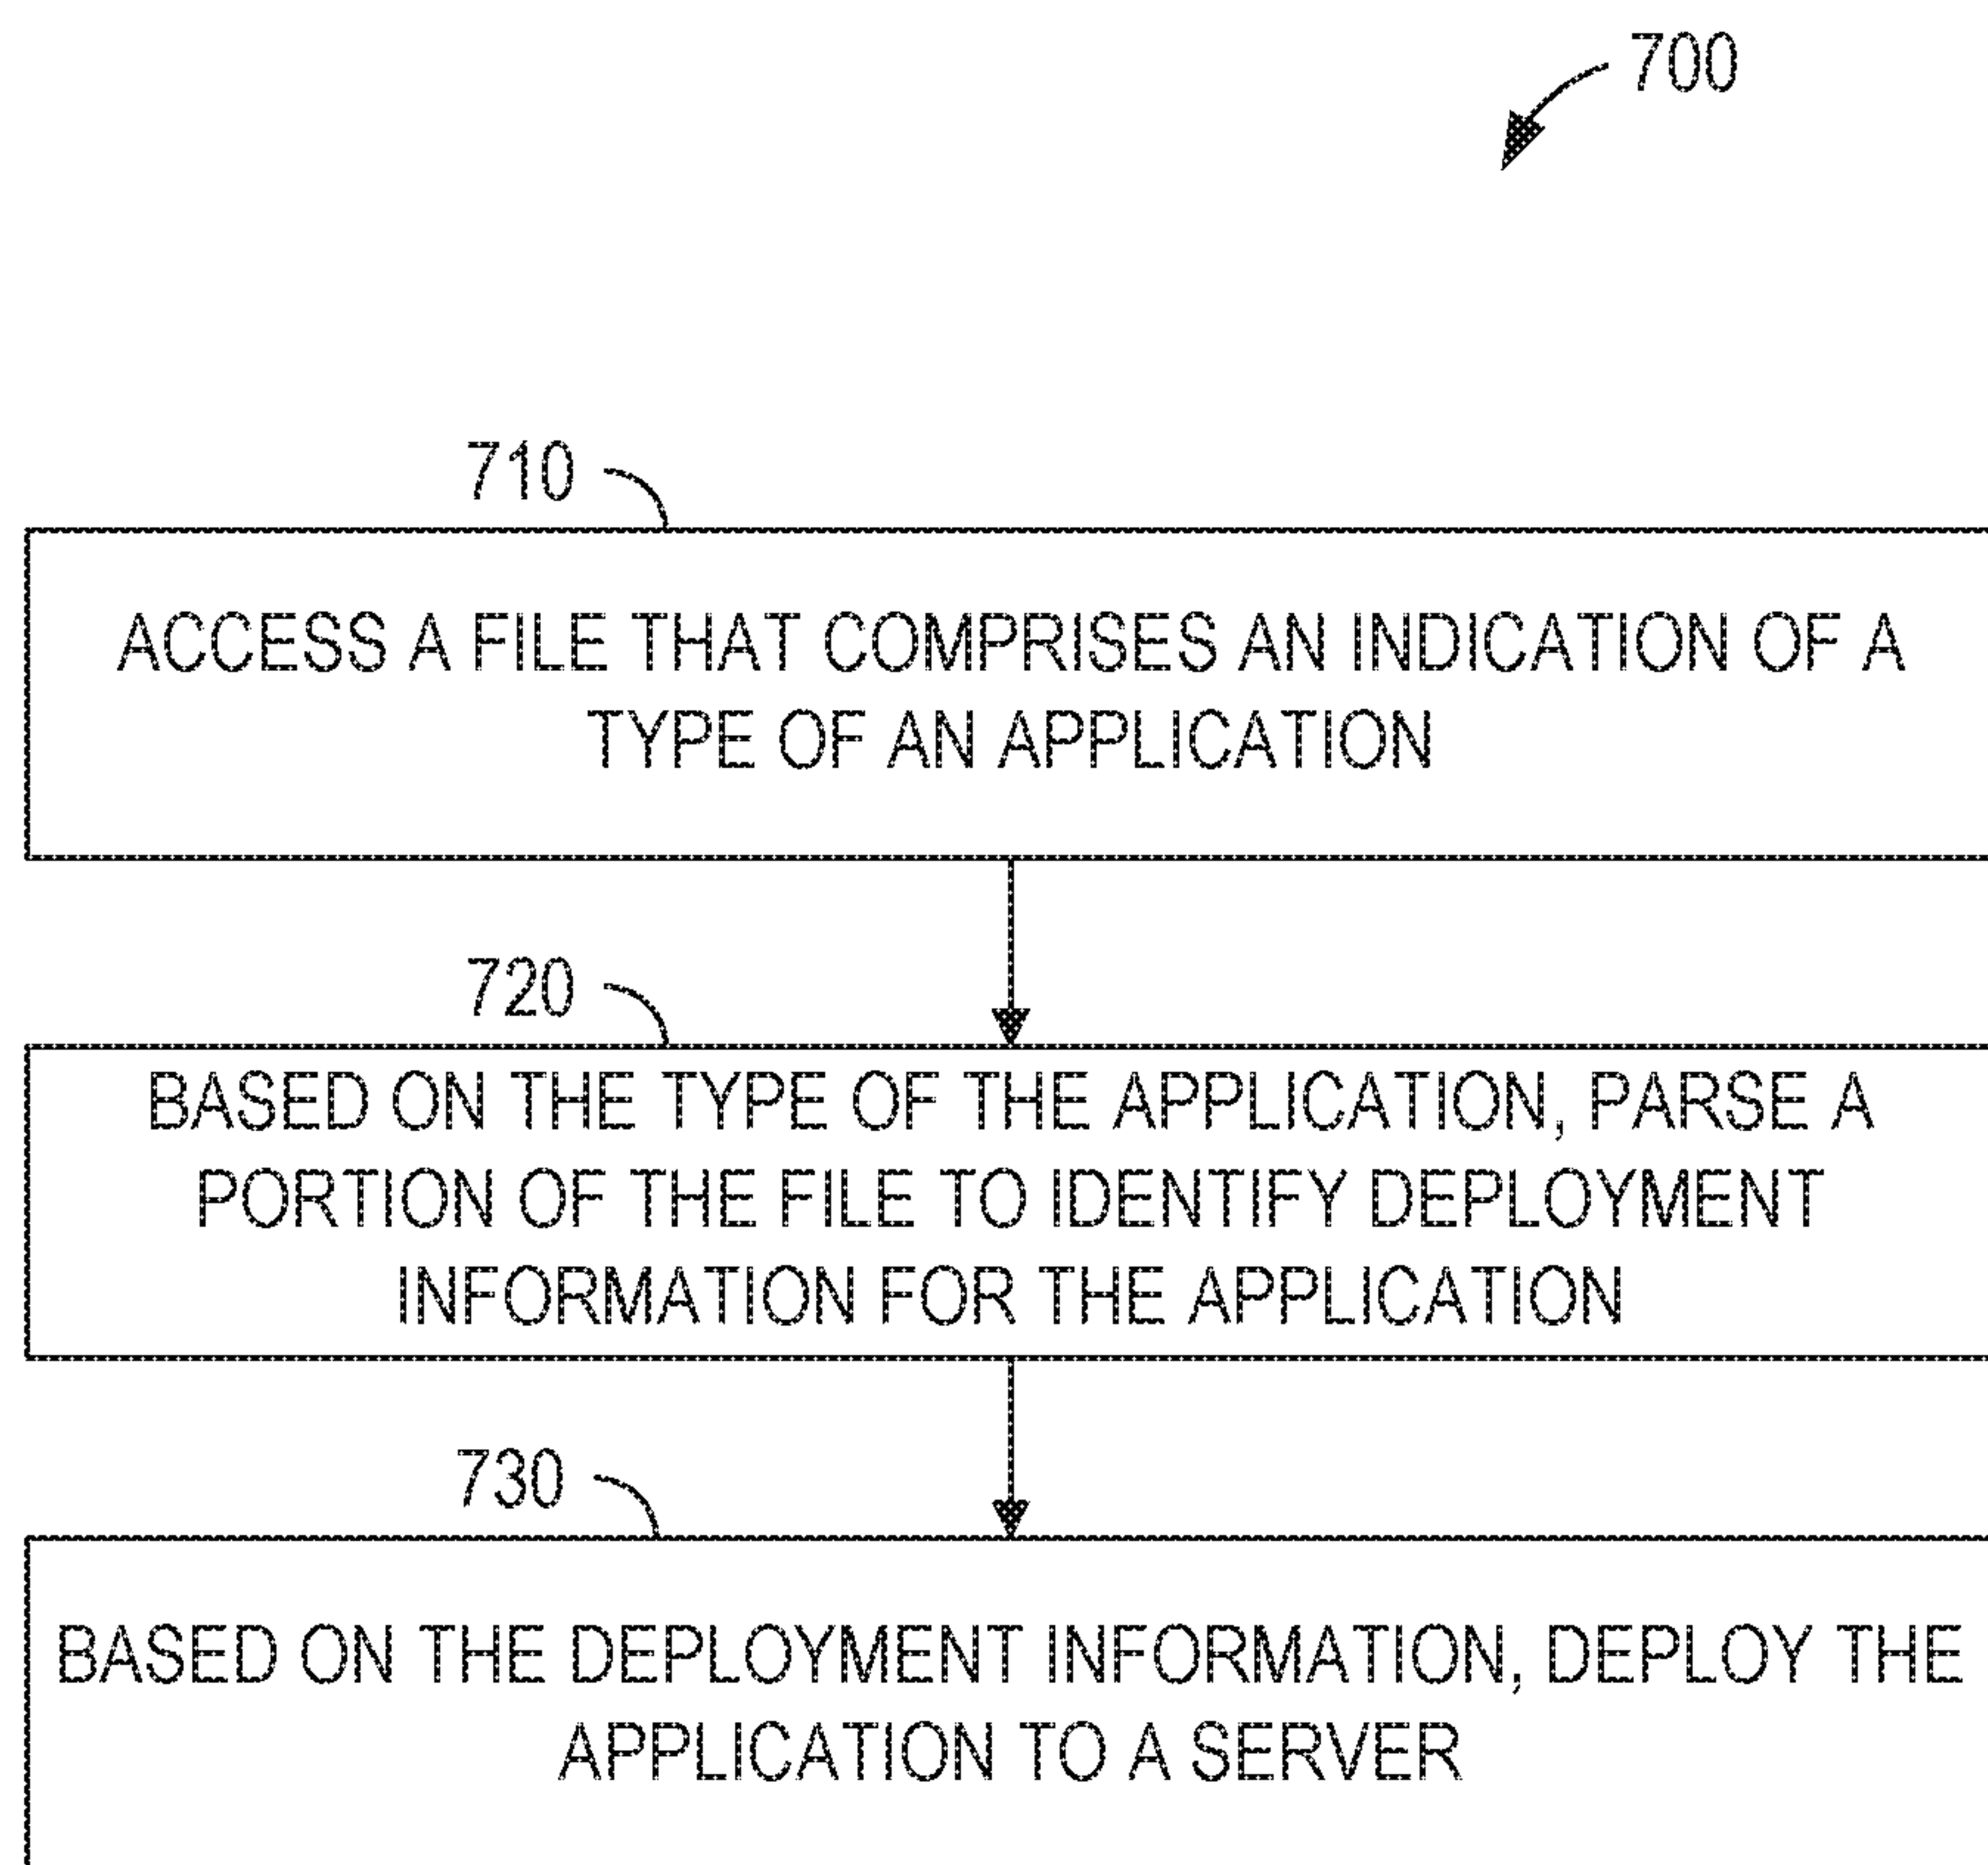 700
710
ACCESS A FILE THAT COMPRISES AN INDICATION OF A
TYPE OF AN APPLICATION
720
BASED ON THE TYPE OF THE APPLICATION, PARSE A
PORTION OF THE FILE TO IDENTIFY DEPLOYMENT
INFORMATION FOR THE APPLICATION
730
BASED ON THE DEPLOYMENT INFORMATION, DEPLOY THE
APPLICATION TO A SERVER